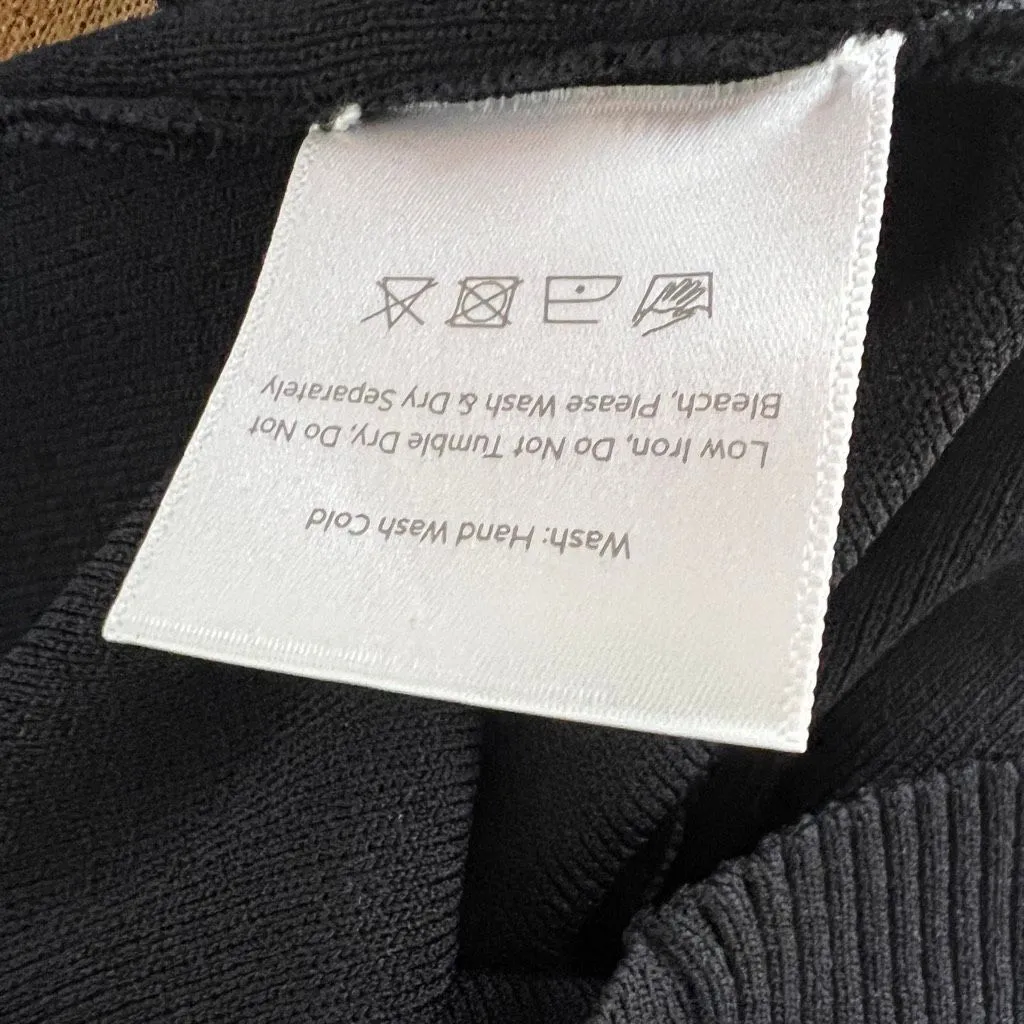 Wash: Hand Wash Cold
Low Iron, Do Not Tumble Dry, Do Not
Bleach, Please Wash & Dry Separately